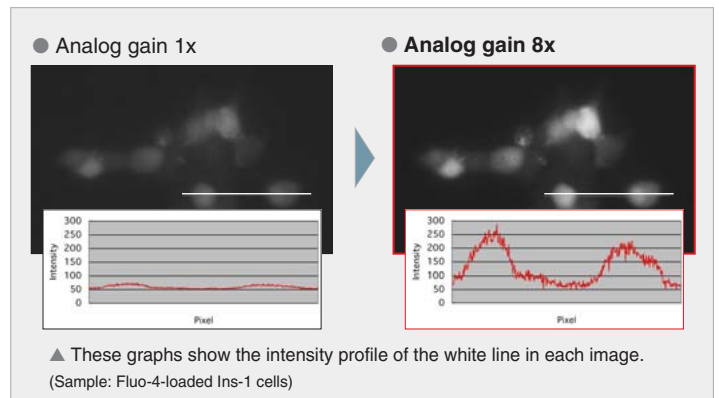 ● Analog gain 1x
● Analog gain 8x
300
250
200
150
100
50
0
Intensity
Pixel
300
250
200
150
100
50
0
Intensity
Pixel
▲ These graphs show the intensity profile of the white line in each image.
(Sample: Fluo-4-loaded Ins-1 cells)